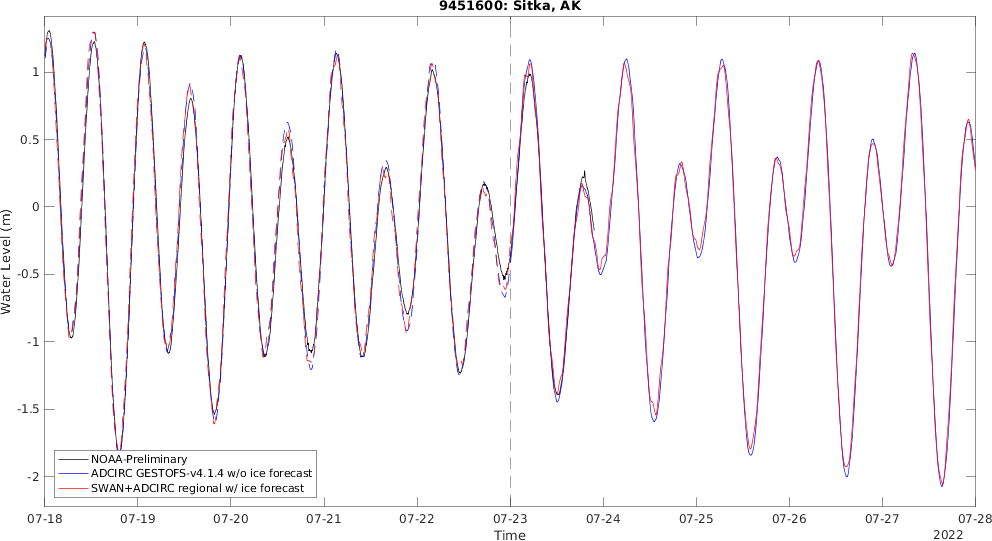 9451600: Sitka, AK
Water Level (m)
1
0.5
0
-0.5
-1
-1.5
-2
NOAA-Preliminary
ADCIRC GESTOFS-v4.1.4 w/o ice forecast
SWAN+ADCIRC regional w/ ice forecast
07-18 07-19 07-20 07-21 07-22 07-23 07-24 07-25 07-26 07-27 07-28
Time
2022